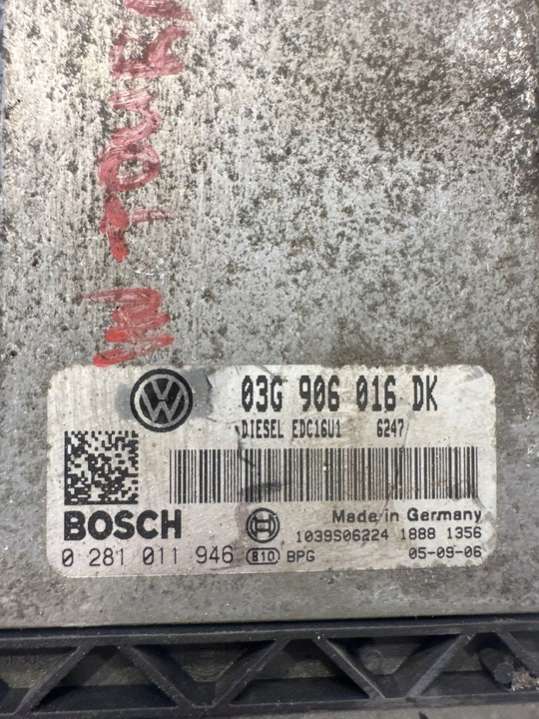 TOURAN
03G 906 016 DK
DIESEL EDC16U1 6247
BOSCH
Made in Germany
1039S06224 1888 1356
0 281 011 946 B10 BPG 05-09-06